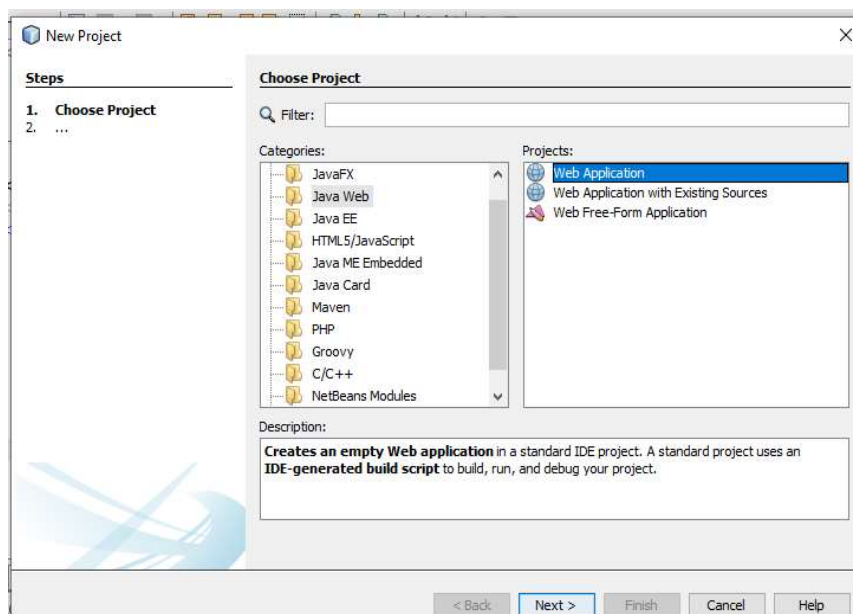 New Project
Steps
1. Choose Project
2. ...
Choose Project
Filter:
Categories:
JavaFX
Java Web
Java EE
HTML5/JavaScript
Java ME Embedded
Java Card
Maven
PHP
Groovy
C/C++
NetBeans Modules
Projects:
Web Application
Web Application with Existing Sources
Web Free-Form Application
Description:
Creates an empty Web application in a standard IDE project. A standard project uses an
IDE-generated build script to build, run, and debug your project.
< Back
Next >
Finish
Cancel
Help